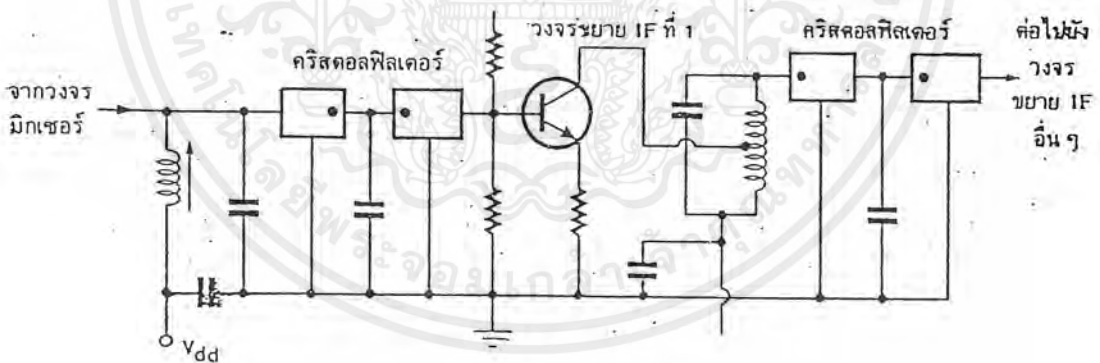 วงจรขยาย IF ที่ 1
คริสตอลฟิลเตอร์
คริสตอลฟิลเตอร์
ต่อไปยัง
วงจร
ขยาย IF
อื่น ๆ
จากวงจร
มิกเซอร์
Vdd